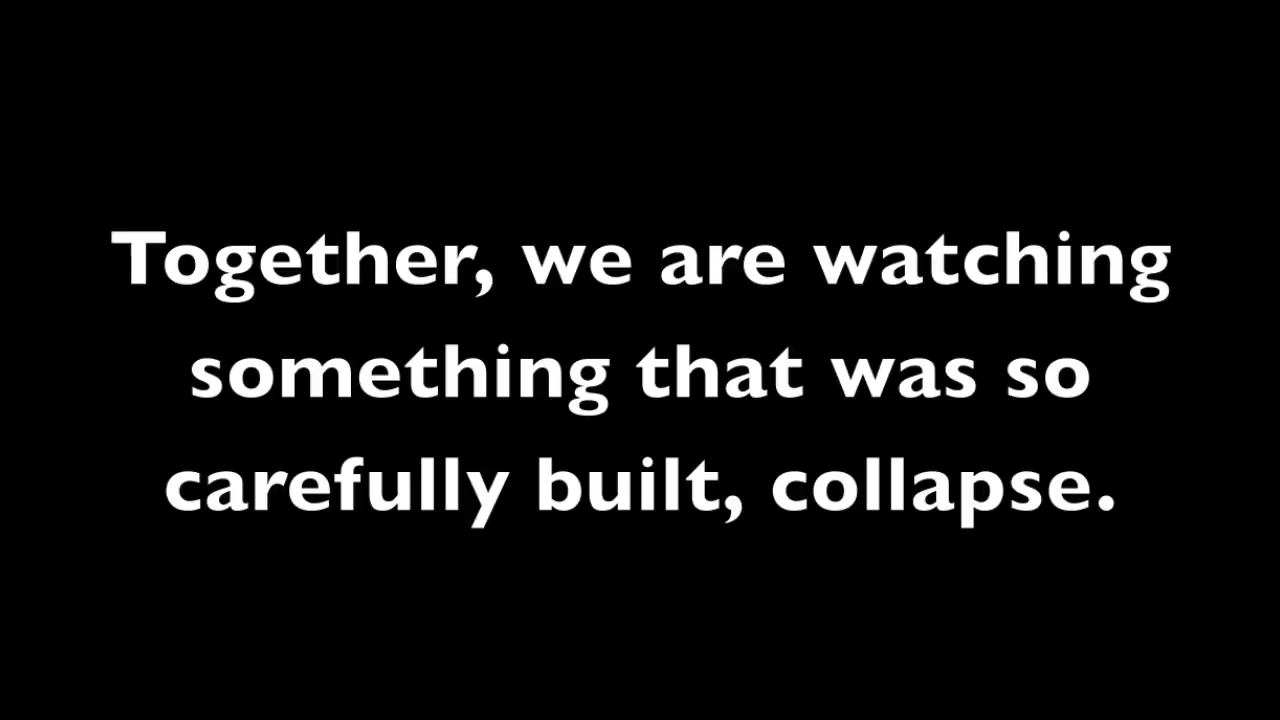 Together, we are watching
something that was so
carefully built, collapse.